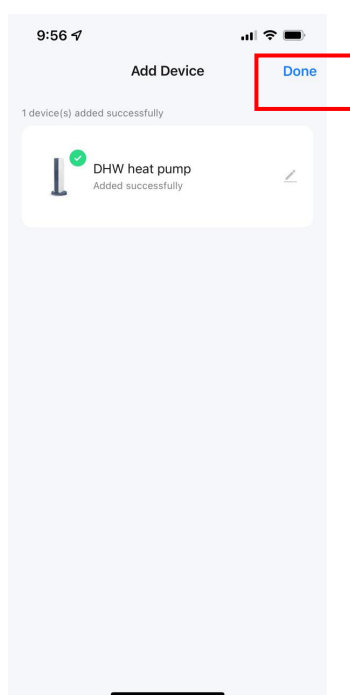 9:56
Add Device
Done
1 device(s) added successfully
DHW heat pump
Added successfully